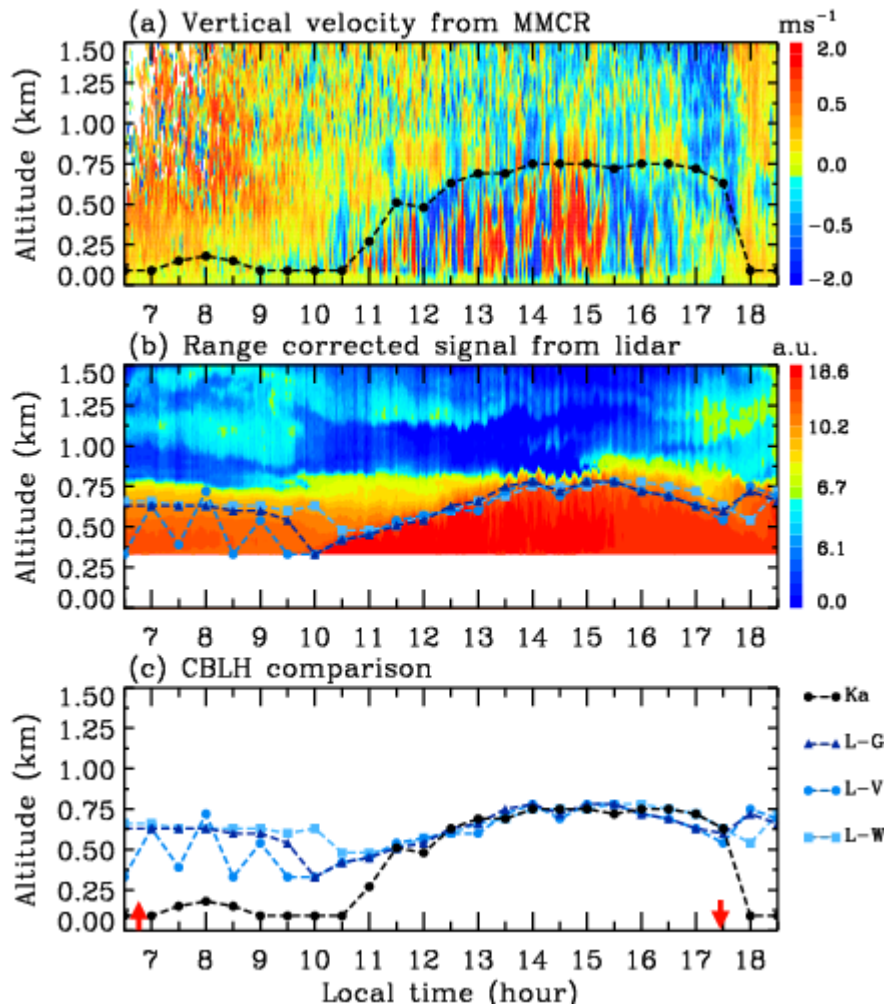 (a) Vertical velocity from MMCR
ms⁻¹
1.50
1.25
1.00
0.75
0.50
0.25
0.00
Altitude (km)
2.0
0.5
0.0
−0.5
−2.0
7 8 9 10 11 12 13 14 15 16 17 18
(b) Range corrected signal from lidar
a.u.
1.50
1.25
1.00
0.75
0.50
0.25
0.00
Altitude (km)
18.6
10.2
6.7
6.1
0.0
7 8 9 10 11 12 13 14 15 16 17 18
(c) CBLH comparison
1.50
1.25
1.00
0.75
0.50
0.25
0.00
Altitude (km)
Ka
L−G
L−V
L−W
7 8 9 10 11 12 13 14 15 16 17 18
Local time (hour)